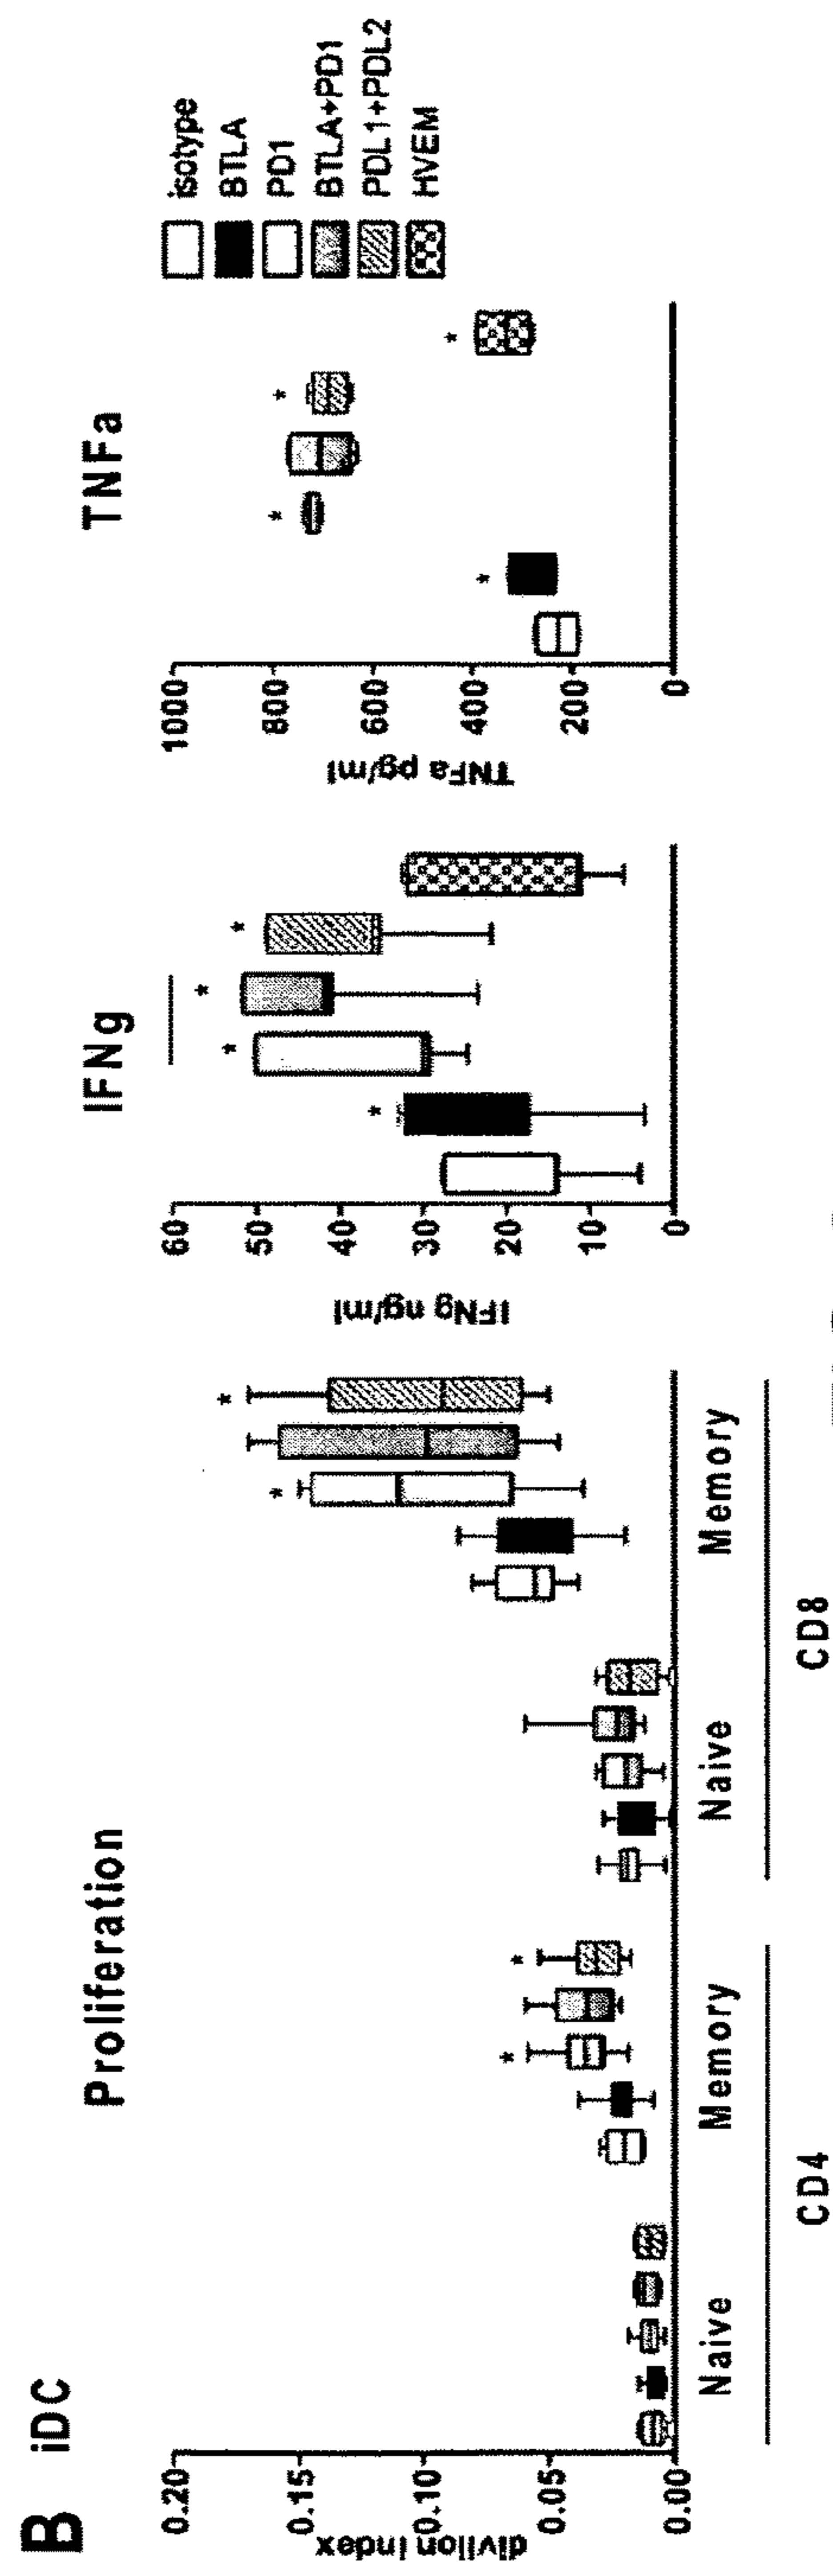 B iDC
Proliferation
IFNg
TNFa
divilion index
0.20
0.15
0.10
0.05
0.00
Naive
Memory
Naive
Memory
CD4
CD8
IFNg ng/ml
60
50
40
30
20
10
0
*
*
*
*
*
*
*
*
TNFa pg/ml
1000
800
600
400
200
0
*
*
*
*
isotype
BTLA
PD1
BTLA+PD1
PDL1+PDL2
HVEM